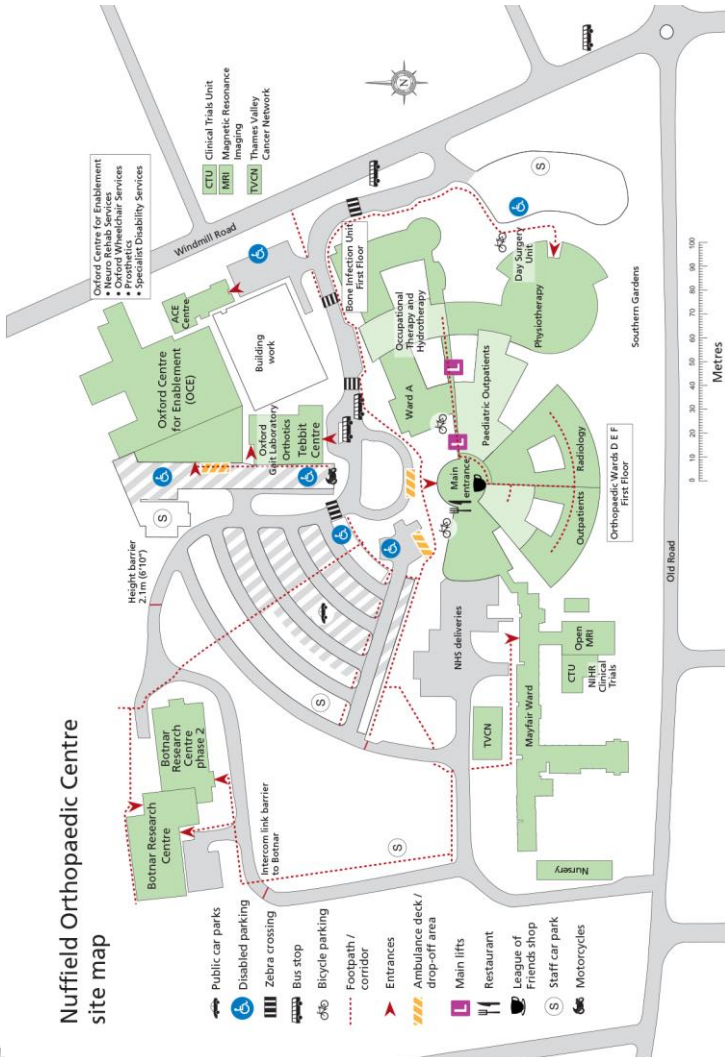 Nuffield Orthopaedic Centre
site map
Public car parks
Disabled parking
Zebra crossing
Bus stop
Bicycle parking
Footpath /
corridor
Entrances
Ambulance deck /
drop-off area
Main lifts
Restaurant
League of
Friends shop
S
Staff car park
Motorcycles
L
Botnar Research
Centre
Botnar
Research
Centre
phase 2
Intercom link barrier
to Botnar
S
Height barrier
2.1m (6'10")
S
S
Oxford Centre for Enablement
• Neuro Rehab Services
• Oxford Wheelchair Services
• Prosthetics
• Specialist Disability Services
CTU
Clinical Trials Unit
MRI
Magnetic Resonance
Imaging
TVCN
Thames Valley
Cancer Network
N
Windmill Road
Oxford Centre
for Enablement
(OCE)
ACE
Centre
Building
work
Oxford
Gait Laboratory
Orthotics
Tebbit
Centre
Bone Infection Unit
First Floor
Occupational
Therapy and
Hydrotherapy
Ward A
L
L
Main
entrance
Paediatric Outpatients
Day Surgery
Unit
Physiotherapy
S
Southern Gardens
Radiology
Outpatients
Orthopaedic Wards D E F
First Floor
NHS deliveries
TVCN
Mayfair Ward
Open
MRI
CTU
NIHR
Clinical
Trials
Nursery
Old Road
0 10 20 30 40 50 60 70 80 90 100
Metres